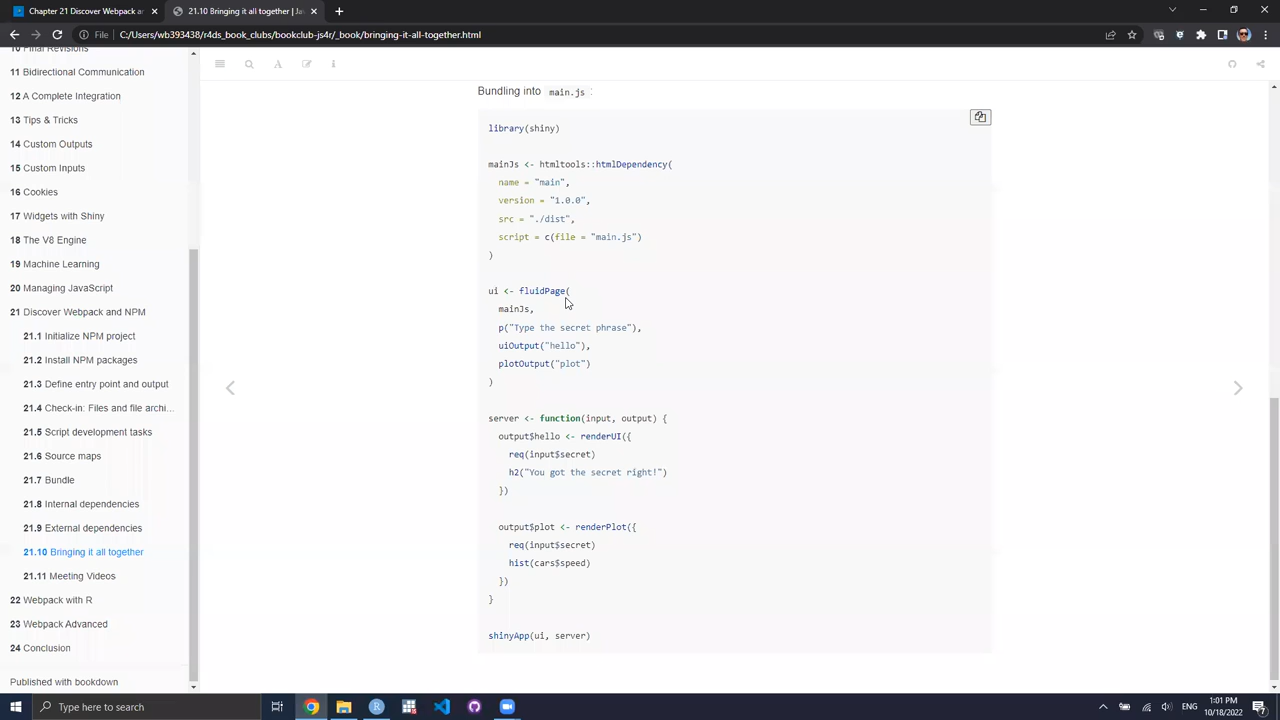 Chapter 21 Discover Webpack ar
21.10 Bringing it all together | Jav
File
C:/Users/wb393438/r4ds_book_clubs/bookclub-js4r/_book/bringing-it-all-together.html
10 Final Revisions
11 Bidirectional Communication
12 A Complete Integration
13 Tips & Tricks
14 Custom Outputs
15 Custom Inputs
16 Cookies
17 Widgets with Shiny
18 The V8 Engine
19 Machine Learning
20 Managing JavaScript
21 Discover Webpack and NPM
21.1 Initialize NPM project
21.2 Install NPM packages
21.3 Define entry point and output
21.4 Check-in: Files and file archi…
21.5 Script development tasks
21.6 Source maps
21.7 Bundle
21.8 Internal dependencies
21.9 External dependencies
21.10 Bringing it all together
21.11 Meeting Videos
22 Webpack with R
23 Webpack Advanced
24 Conclusion
Published with bookdown
Bundling into main.js:
library(shiny)
mainJs <- htmltools::htmlDependency(
name = "main",
version = "1.0.0",
src = "./dist",
script = c(file = "main.js")
)
ui <- fluidPage(
mainJs,
p("Type the secret phrase"),
uiOutput("hello"),
plotOutput("plot")
)
server <- function(input, output) {
output$hello <- renderUI({
req(input$secret)
h2("You got the secret right!")
})
output$plot <- renderPlot({
req(input$secret)
hist(cars$speed)
})
}
shinyApp(ui, server)
Type here to search
1:01 PM
10/18/2022